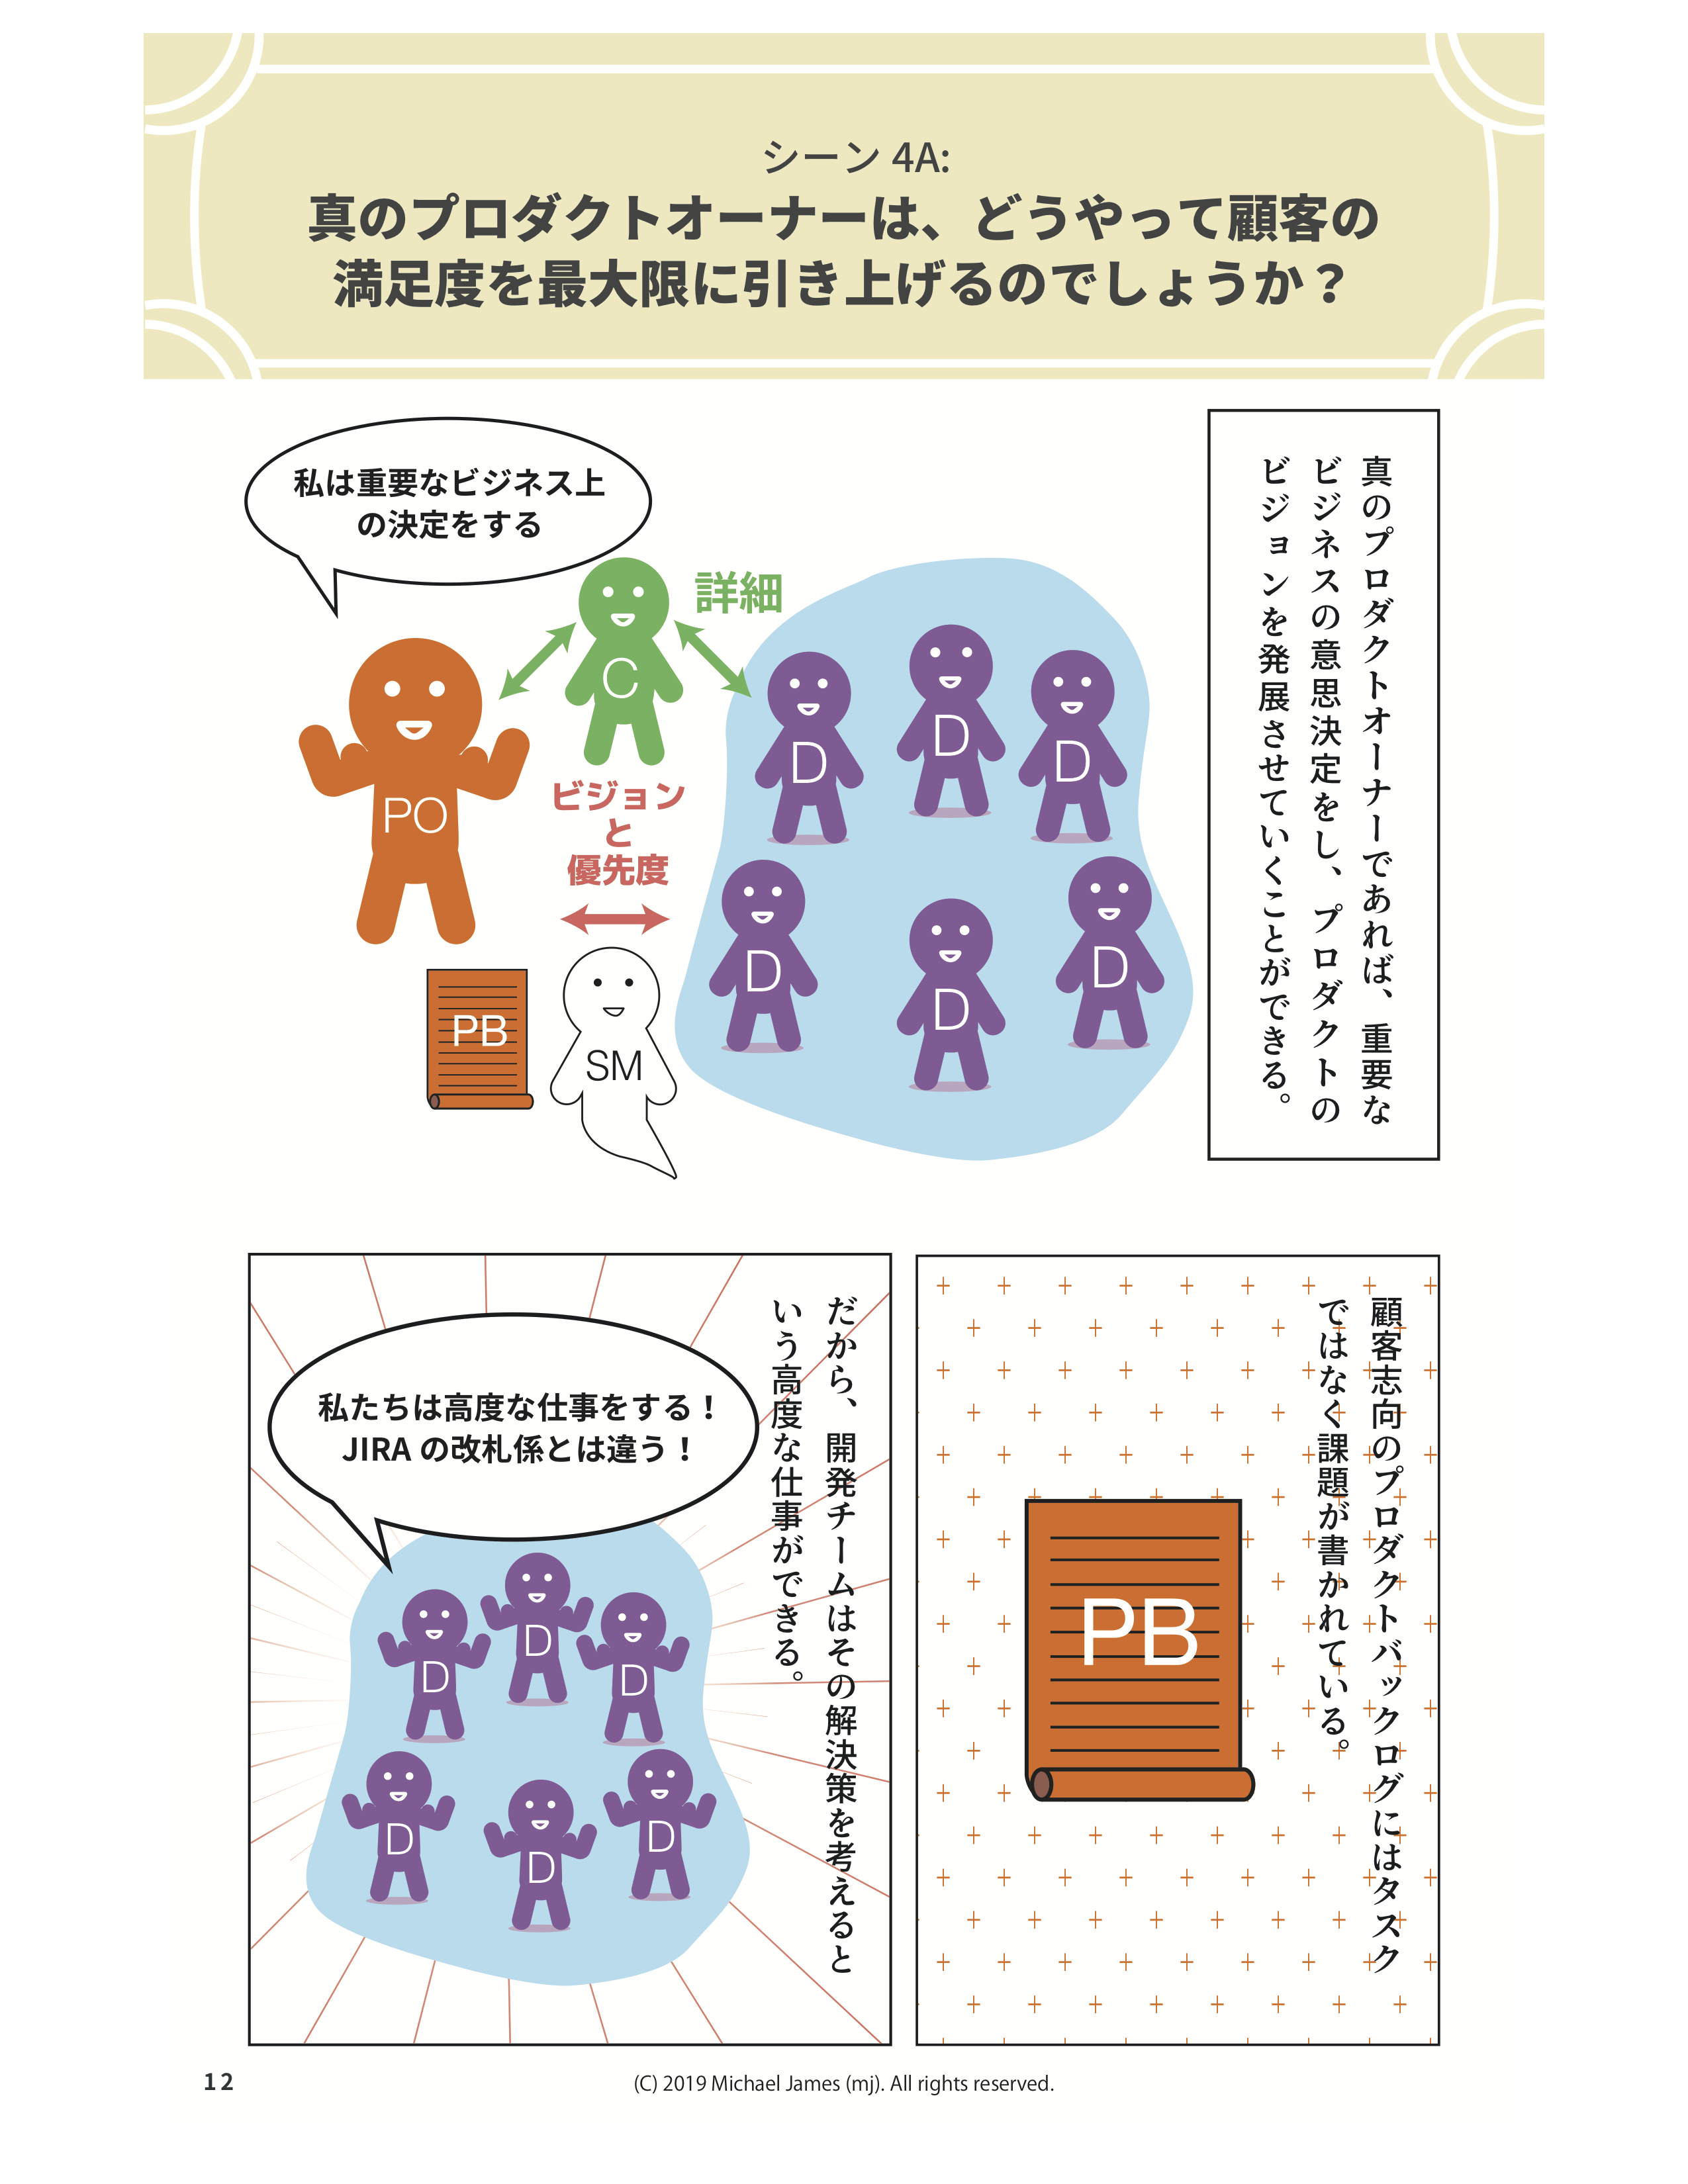 シーン 4A:
真のプロダクトオーナーは、どうやって顧客の
満足度を最大限に引き上げるのでしょうか？
真のプロダクトオーナーであれば、重要な
ビジネスの意思決定をし、プロダクトの
ビジョンを発展させていくことができる。
私は重要なビジネス上
の決定をする
C
詳細
PO
ビジョン
と
優先度
PB
SM
D
D
D
D
D
D
顧客志向のプロダクトバックログにはタスク
ではなく課題が書かれている。
PB
だから、開発チームはその解決策を考えると
いう高度な仕事ができる。
私たちは高度な仕事をする！
JIRA の改札係とは違う！
D
D
D
D
D
D
12
(C) 2019 Michael James (mj). All rights reserved.